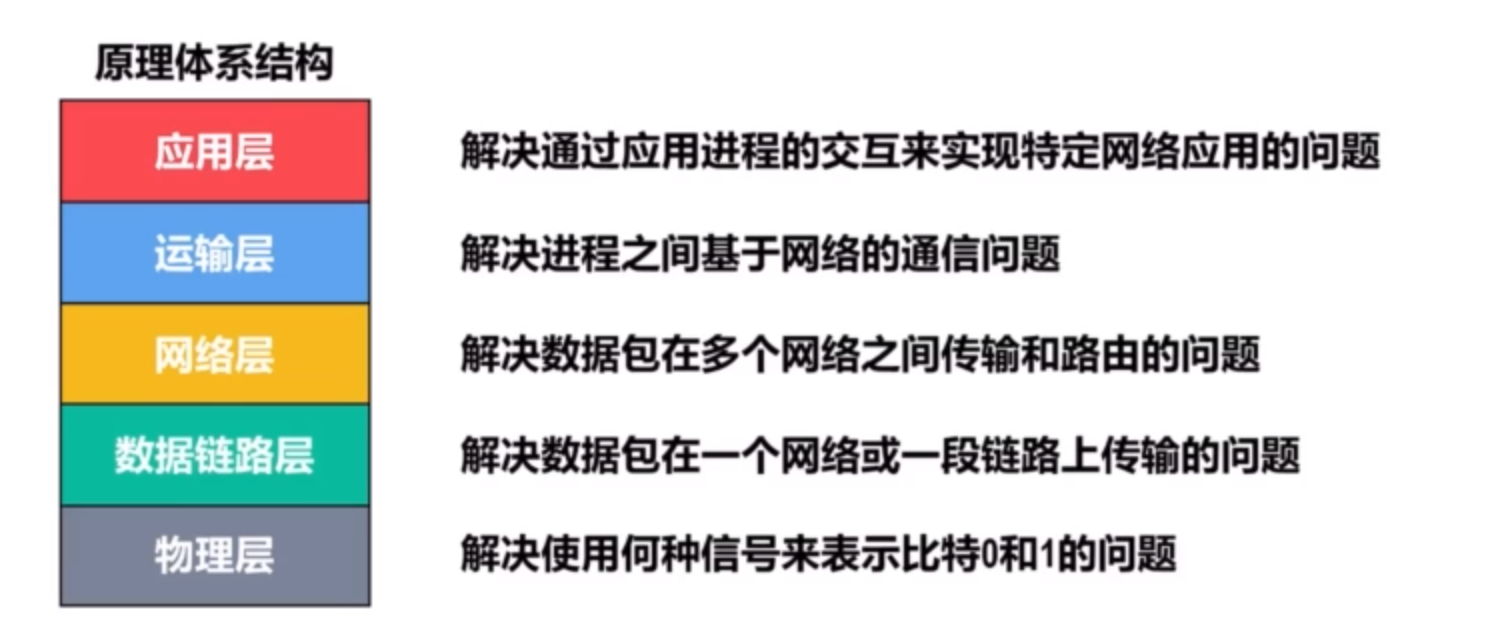 原理体系结构
应用层
解决通过应用进程的交互来实现特定网络应用的问题
运输层
解决进程之间基于网络的通信问题
网络层
解决数据包在多个网络之间传输和路由的问题
数据链路层
解决数据包在一个网络或一段链路上传输的问题
物理层
解决使用何种信号来表示比特0和1的问题